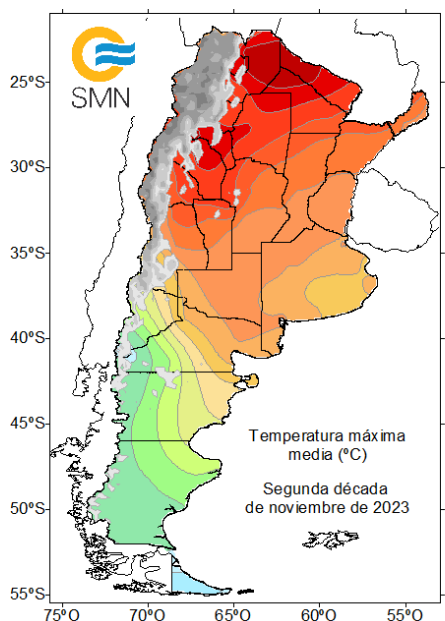 SMN
25°S
30°S
35°S
40°S
45°S
50°S
55°S
Temperatura máxima
media (ºC)
Segunda década
de noviembre de 2023
75°O 70°O 65°O 60°O 55°O